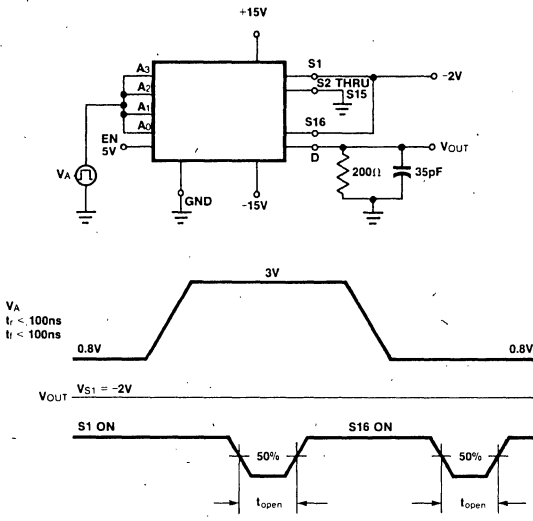 +15V
A3
A2
A1
A0
EN
5V
VA
GND
-15V
S1
S2 THRU
S15
S16
D
-2V
VOUT
200Ω
35pF
VA
tr < 100ns
tf < 100ns
3V
0.8V
0.8V
VOUT
VS1 = -2V
S1 ON
S16 ON
50%
50%
topen
topen